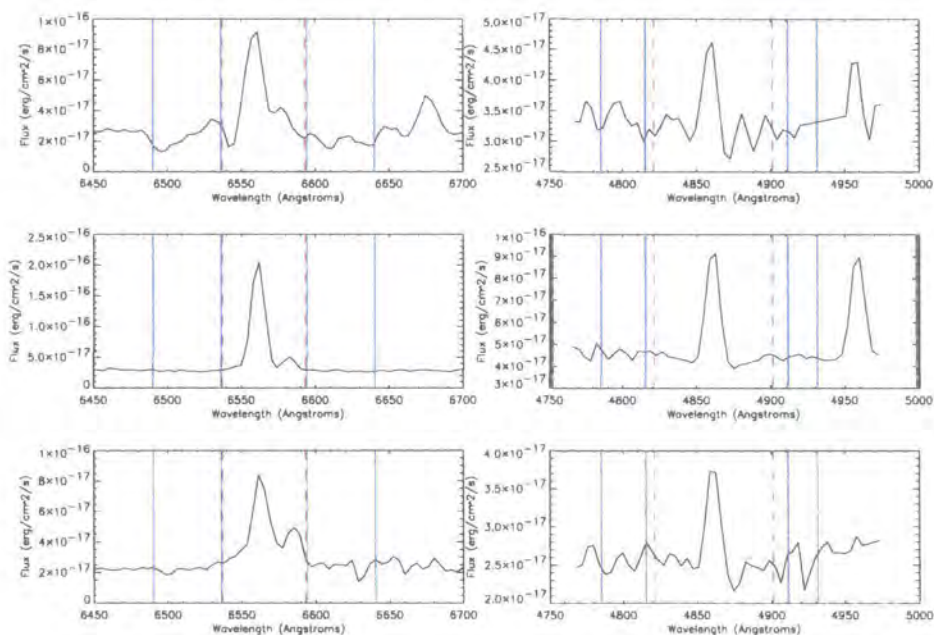 Flux (erg/cm2/s)
1×10⁻¹⁶
8×10⁻¹⁷
6×10⁻¹⁷
4×10⁻¹⁷
2×10⁻¹⁷
0
6450 6500 6550 6600 6650 6700
Wavelength (Angstroms)
Flux (erg/cm2/s)
5.0×10⁻¹⁷
4.5×10⁻¹⁷
4.0×10⁻¹⁷
3.5×10⁻¹⁷
3.0×10⁻¹⁷
2.5×10⁻¹⁷
4750 4800 4850 4900 4950 5000
Wavelength (Angstroms)
Flux (erg/cm2/s)
2.5×10⁻¹⁶
2.0×10⁻¹⁶
1.5×10⁻¹⁶
1.0×10⁻¹⁶
5.0×10⁻¹⁷
0
6450 6500 6550 6600 6650 6700
Wavelength (Angstroms)
Flux (erg/cm2/s)
1×10⁻¹⁶
9×10⁻¹⁷
8×10⁻¹⁷
7×10⁻¹⁷
6×10⁻¹⁷
5×10⁻¹⁷
4×10⁻¹⁷
3×10⁻¹⁷
4750 4800 4850 4900 4950 5000
Wavelength (Angstroms)
Flux (erg/cm2/s)
1×10⁻¹⁶
8×10⁻¹⁷
6×10⁻¹⁷
4×10⁻¹⁷
2×10⁻¹⁷
0
6450 6500 6550 6600 6650 6700
Wavelength (Angstroms)
Flux (erg/cm2/s)
4.0×10⁻¹⁷
3.5×10⁻¹⁷
3.0×10⁻¹⁷
2.5×10⁻¹⁷
2.0×10⁻¹⁷
4750 4800 4850 4900 4950 5000
Wavelength (Angstroms)